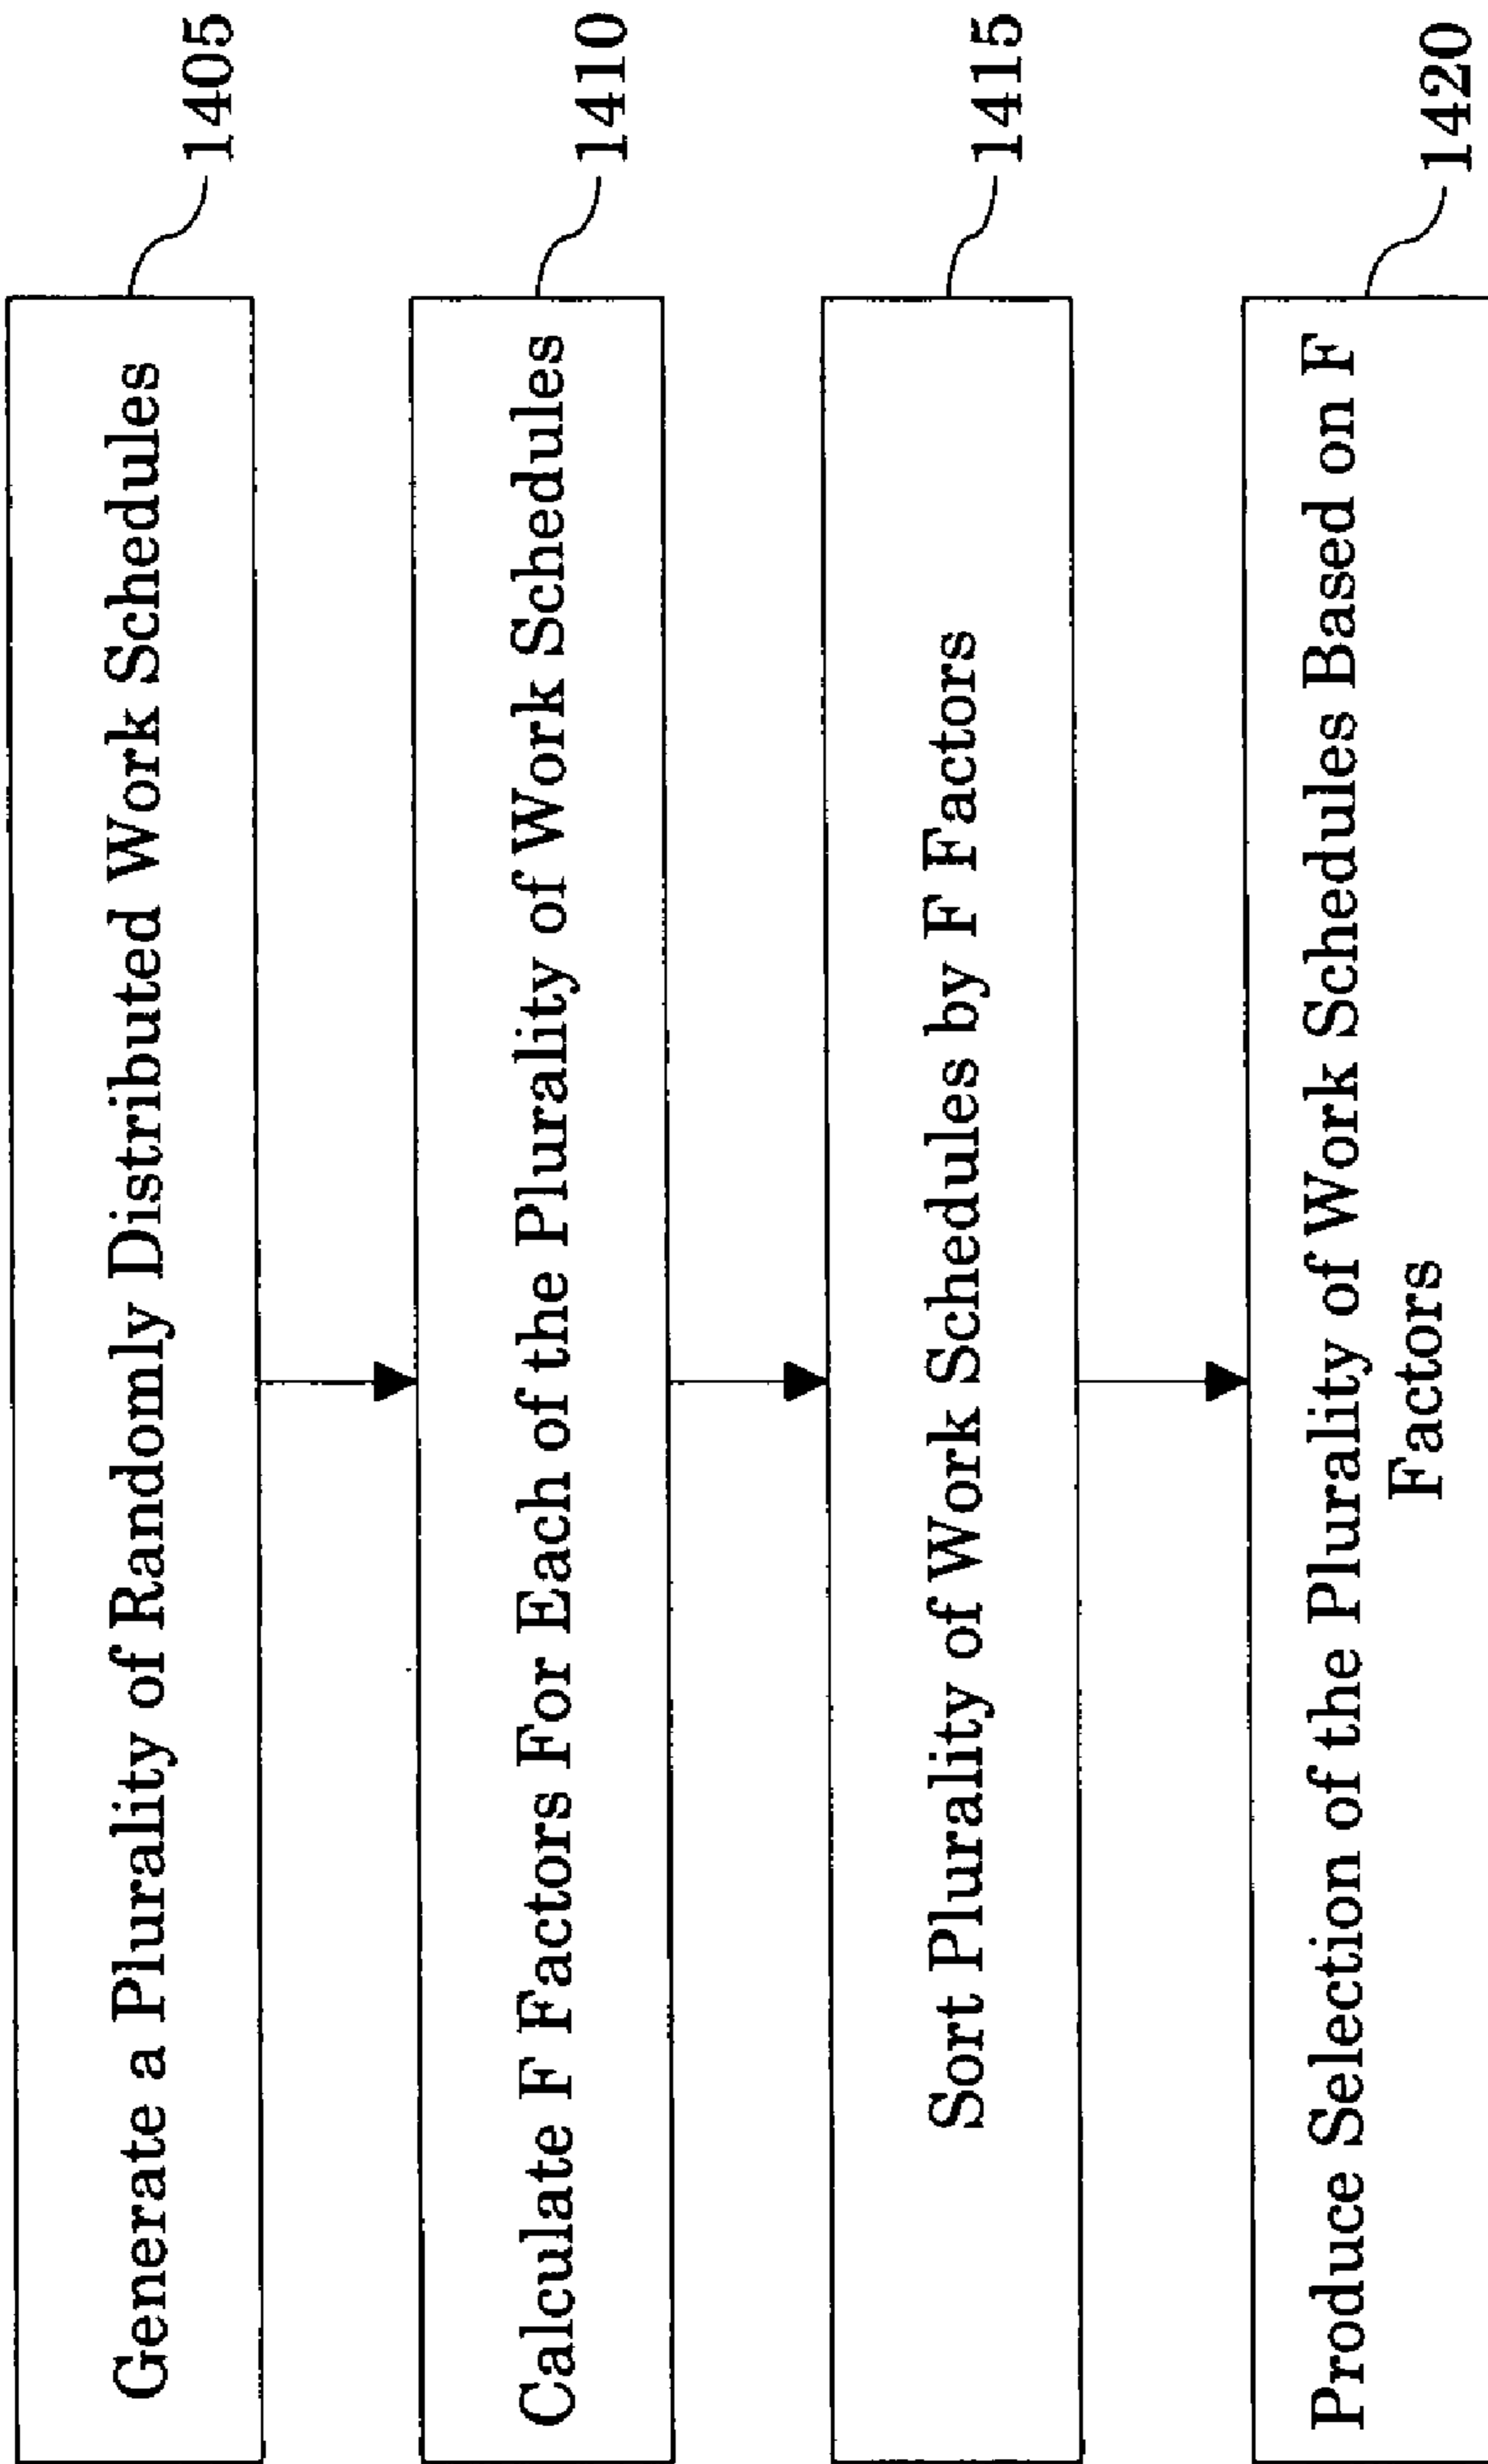 Generate a Plurality of Randomly Distributed Work Schedules
1405
Calculate F Factors For Each of the Plurality of Work Schedules
1410
Sort Plurality of Work Schedules by F Factors
1415
Produce Selection of the Plurality of Work Schedules Based on F
Factors
1420